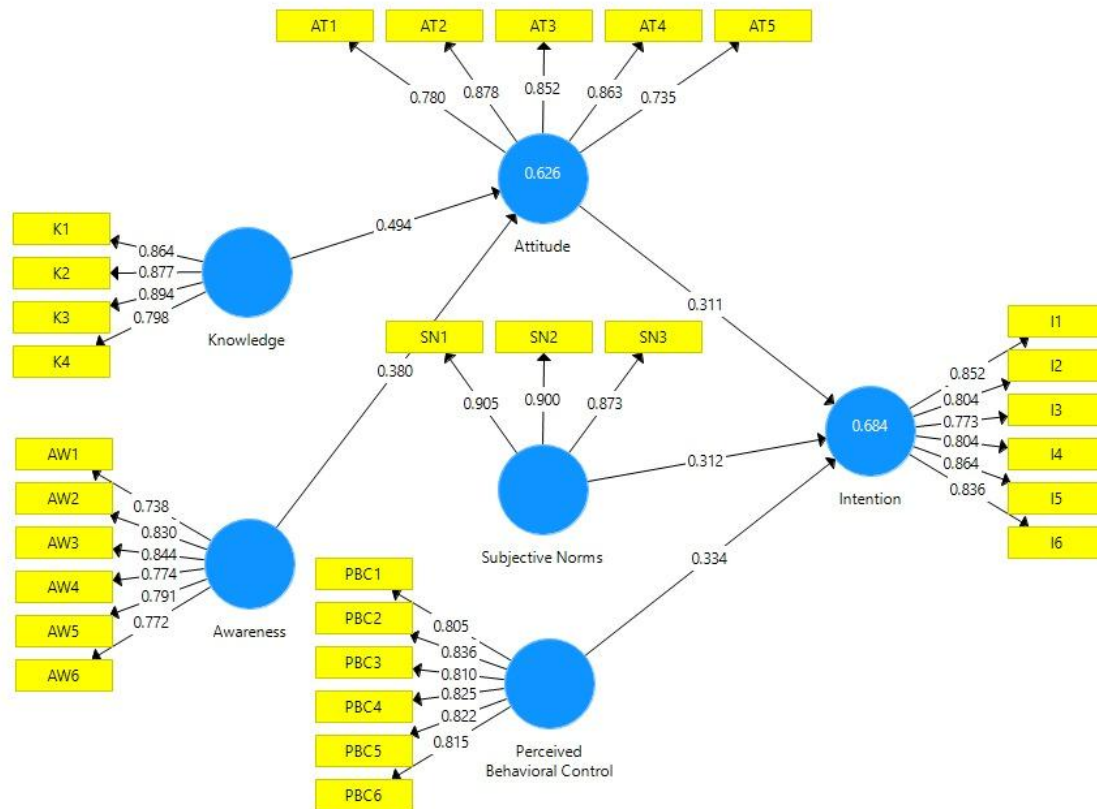 AT1 AT2 AT3 AT4 AT5
0.780 0.878 0.852 0.863 0.735
0.626
Attitude
K1
K2
K3
K4
0.864
0.877
0.894
0.798
Knowledge
0.494
0.380
0.311
SN1 SN2 SN3
0.905 0.900 0.873
Subjective Norms
0.312
AW1
AW2
AW3
AW4
AW5
AW6
0.738
0.830
0.844
0.774
0.791
0.772
Awareness
PBC1
PBC2
PBC3
PBC4
PBC5
PBC6
0.805
0.836
0.810
0.825
0.822
0.815
Perceived
Behavioral Control
0.334
0.684
Intention
0.852
0.804
0.773
0.804
0.864
0.836
I1
I2
I3
I4
I5
I6